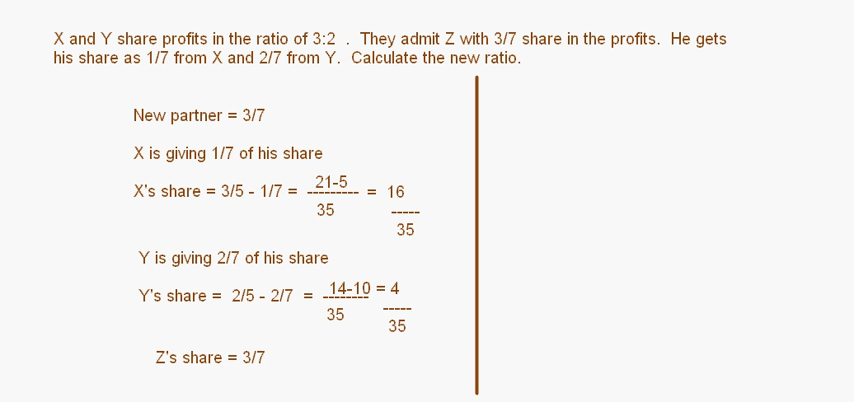 X and Y share profits in the ratio of 3:2 . They admit Z with 3/7 share in the profits. He gets
his share as 1/7 from X and 2/7 from Y. Calculate the new ratio.
New partner = 3/7
X is giving 1/7 of his share
X's share = 3/5 - 1/7 = 21-5 = 16
--------- -----
35 35
Y is giving 2/7 of his share
Y's share = 2/5 - 2/7 = 14-10 = 4
-------- -----
35 35
Z's share = 3/7